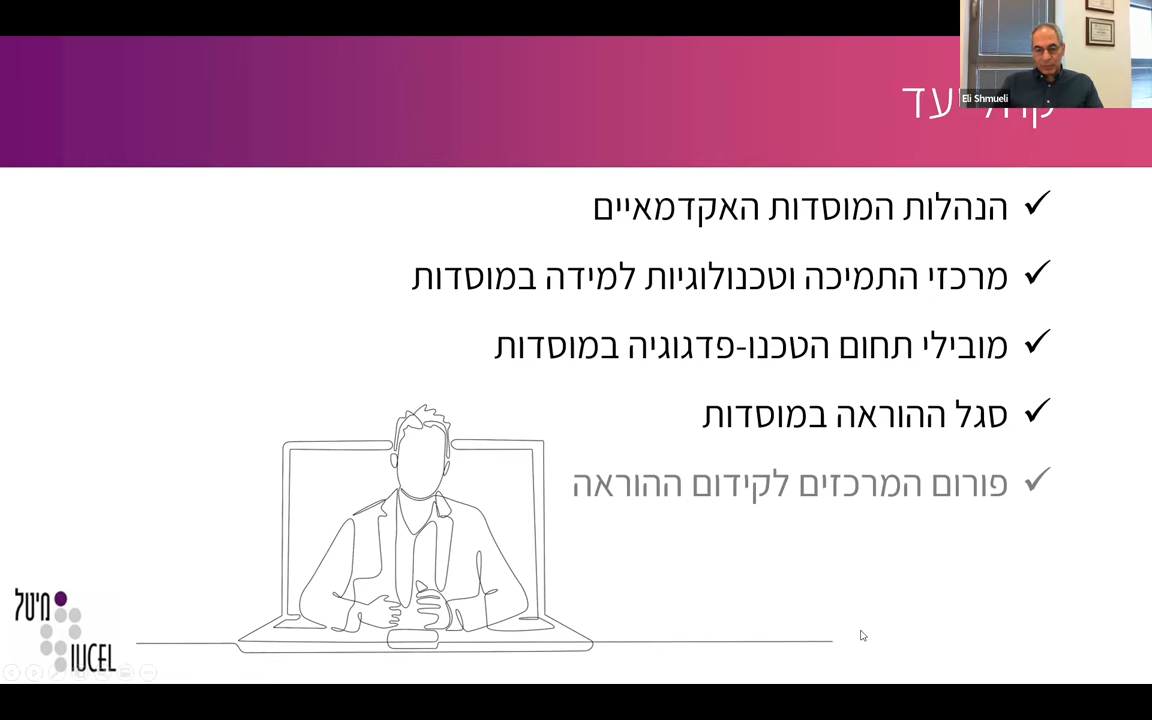 Eli Shmueli
הנהלות המוסדות האקדמאיים
מרכזי התמיכה וטכנולוגיות למידה במוסדות
מובילי תחום הטכנו-פדגוגיה במוסדות
סגל ההוראה במוסדות
פורום המרכזים לקידום ההוראה
מיטל
IUCEL